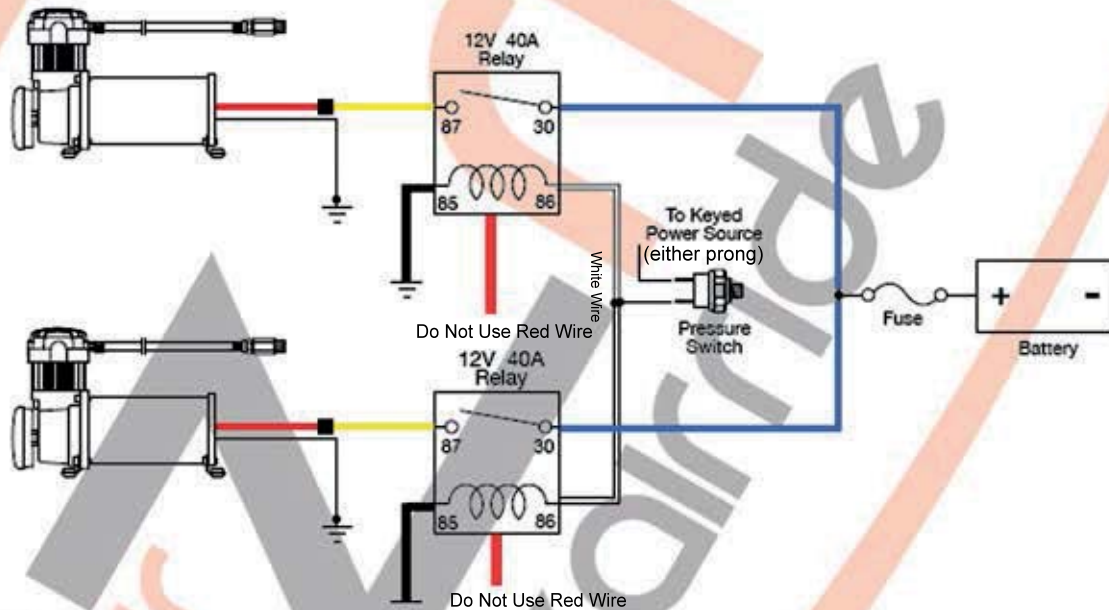 12V 40A
Relay
87
30
85
86
To Keyed
Power Source
(either prong)
White Wire
Pressure
Switch
Fuse
+
-
Battery
Do Not Use Red Wire
12V 40A
Relay
87
30
85
86
Do Not Use Red Wire
airride